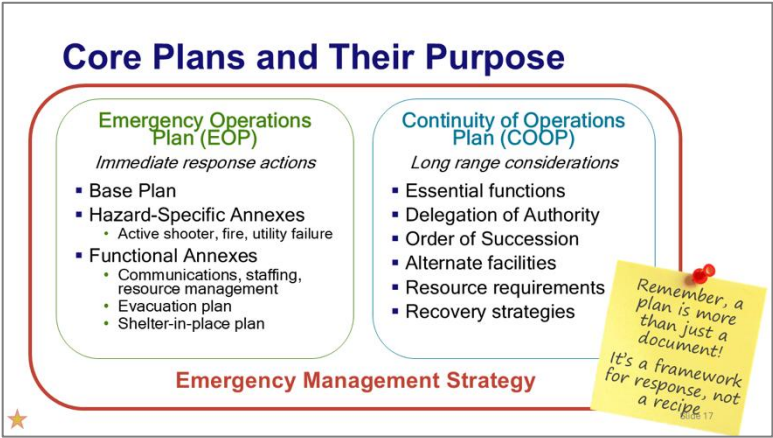 Core Plans and Their Purpose
Emergency Operations
Plan (EOP)
Immediate response actions
▪ Base Plan
▪ Hazard-Specific Annexes
• Active shooter, fire, utility failure
▪ Functional Annexes
• Communications, staffing,
resource management
• Evacuation plan
• Shelter-in-place plan
Continuity of Operations
Plan (COOP)
Long range considerations
▪ Essential functions
▪ Delegation of Authority
▪ Order of Succession
▪ Alternate facilities
▪ Resource requirements
▪ Recovery strategies
Remember, a
plan is more
than just a
document!
It's a framework
for response, not
a recipe
Emergency Management Strategy
Slide 17